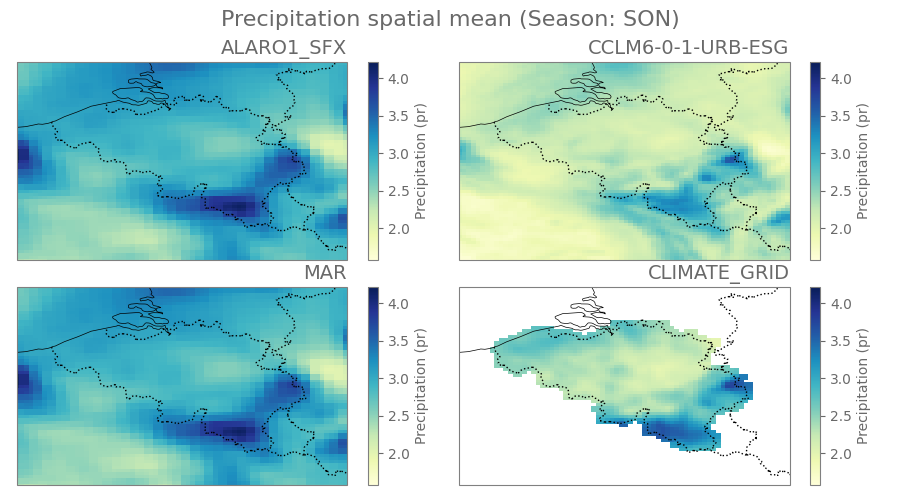 Precipitation spatial mean (Season: SON)
ALARO1_SFX
CCLM6-0-1-URB-ESG
4.0
3.5
3.0
2.5
2.0
Precipitation (pr)
4.0
3.5
3.0
2.5
2.0
Precipitation (pr)
MAR
CLIMATE_GRID
4.0
3.5
3.0
2.5
2.0
Precipitation (pr)
4.0
3.5
3.0
2.5
2.0
Precipitation (pr)